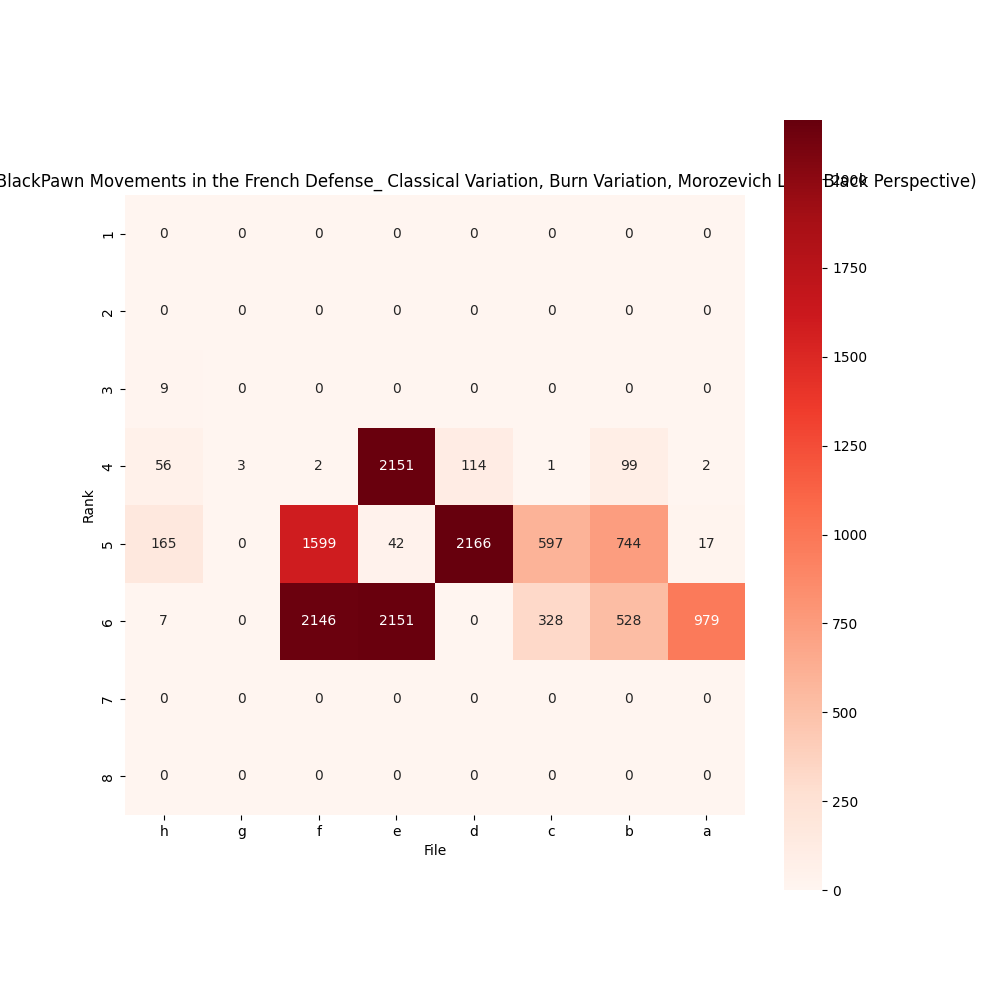 BlackPawn Movements in the French Defense_ Classical Variation, Burn Variation, Morozevich Black Perspective)
2000
1 0 0 0 0 0 0 0 0
1750
2 0 0 0 0 0 0 0 0
1500
3 9 0 0 0 0 0 0 0
1250
4 56 3 2 2151 114 1 99 2
Rank
1000
5 165 0 1599 42 2166 597 744 17
750
6 7 0 2146 2151 0 328 528 979
7 0 0 0 0 0 0 0 0
500
8 0 0 0 0 0 0 0 0
250
h g f e d c b a
File
0